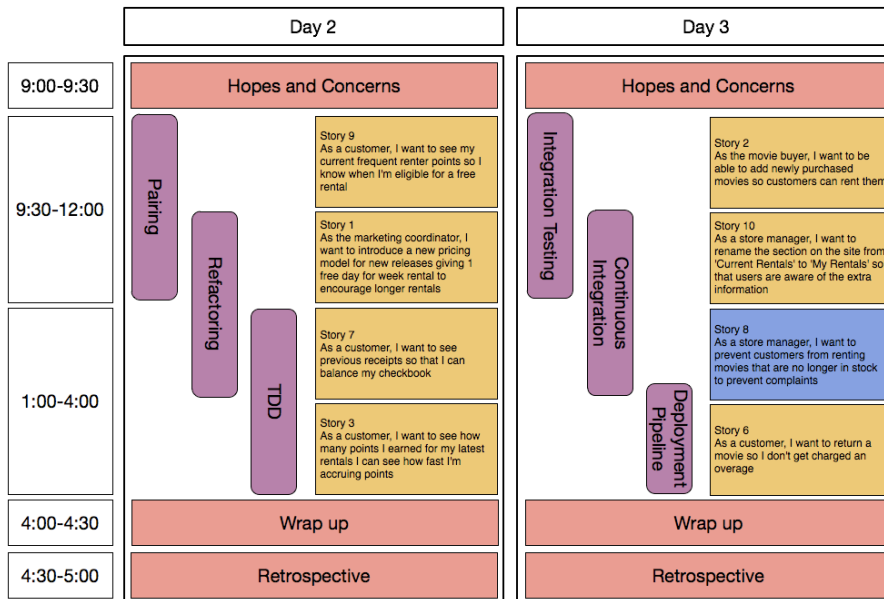 Day 2
Day 3
9:00-9:30
Hopes and Concerns
Hopes and Concerns
9:30-12:00
Pairing
Refactoring
Story 9
As a customer, I want to see my
current frequent renter points so I
know when I'm eligible for a free
rental
Story 1
As the marketing coordinator, I
want to introduce a new pricing
model for new releases giving 1
free day for week rental to
encourage longer rentals
Integration Testing
Continuous
Integration
Story 2
As the movie buyer, I want to be
able to add newly purchased
movies so customers can rent them
Story 10
As a store manager, I want to
rename the section on the site from
'Current Rentals' to 'My Rentals' so
that users are aware of the extra
information
1:00-4:00
TDD
Story 7
As a customer, I want to see
previous receipts so that I can
balance my checkbook
Story 3
As a customer, I want to see how
many points I earned for my latest
rentals I can see how fast I'm
accruing points
Deployment
Pipeline
Story 8
As a store manager, I want to
prevent customers from renting
movies that are no longer in stock
to prevent complaints
Story 6
As a customer, I want to return a
movie so I don't get charged an
overage
4:00-4:30
Wrap up
Wrap up
4:30-5:00
Retrospective
Retrospective